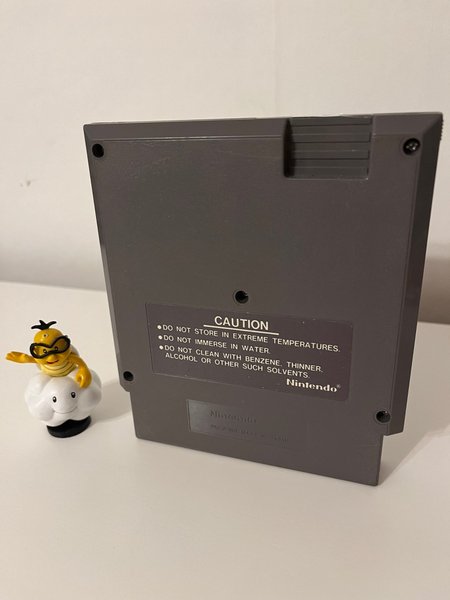 CAUTION
●DO NOT STORE IN EXTREME TEMPERATURES.
●DO NOT IMMERSE IN WATER.
●DO NOT CLEAN WITH BENZENE, THINNER,
ALCOHOL OR OTHER SUCH SOLVENTS.
Nintendo®
Nintendo